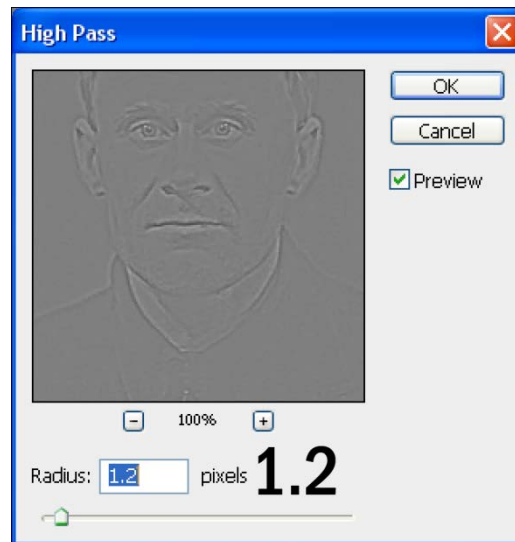 High Pass
OK
Cancel
Preview
100%
Radius: 1.2 pixels 1.2